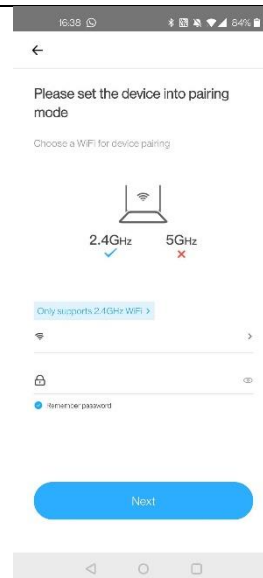 16:38 84%
Please set the device into pairing
mode
Choose a WiFi for device pairing
2.4GHz 5GHz
Only supports 2.4GHz WiFi >
Remember password
Next